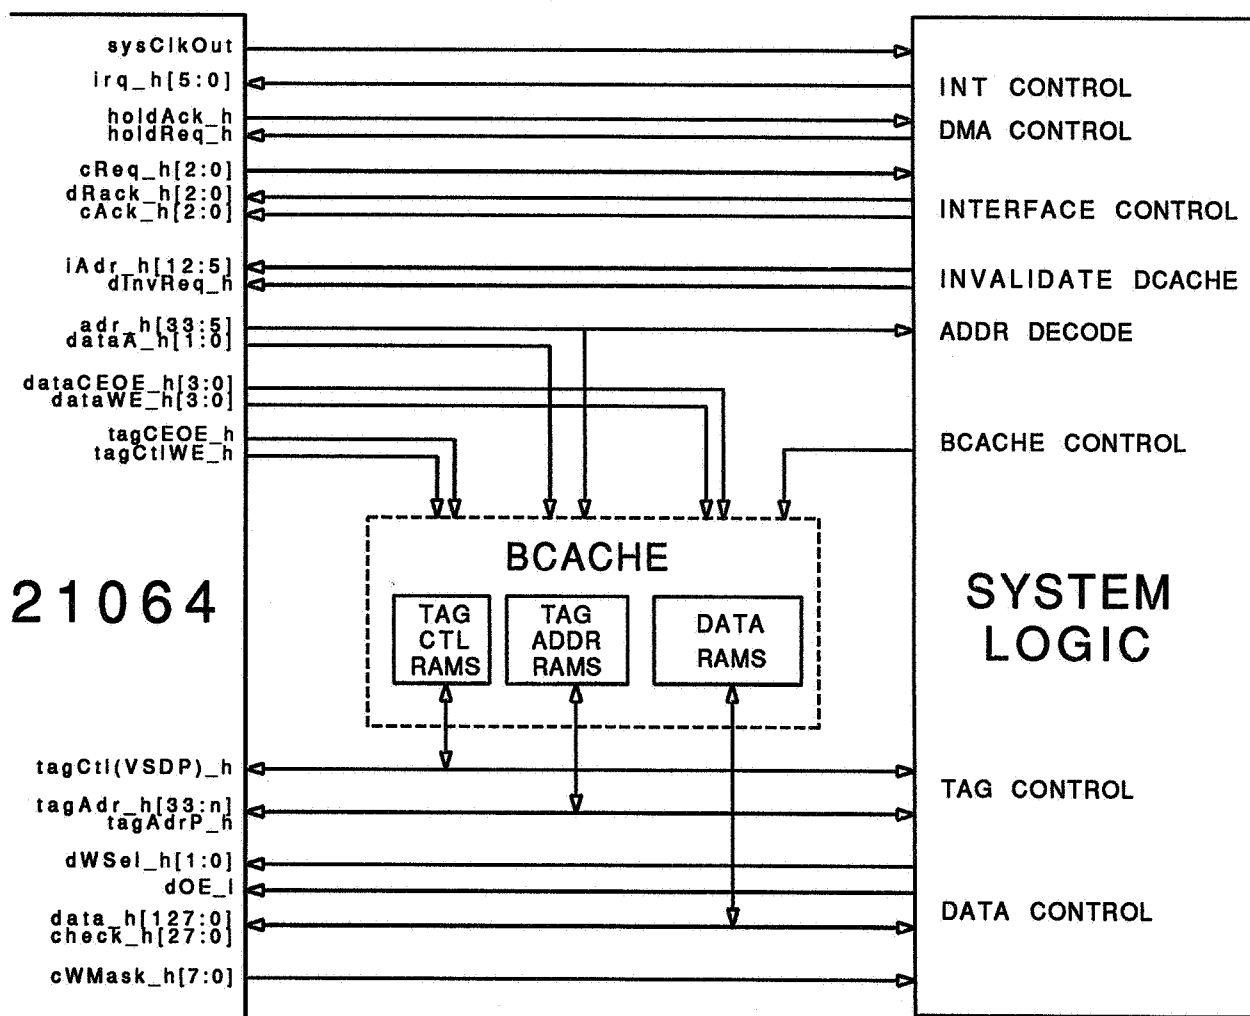 sysClkOut
irq_h[5:0]
INT CONTROL
holdAck_h
holdReq_h
DMA CONTROL
cReq_h[2:0]
dRack_h[2:0]
cAck_h[2:0]
INTERFACE CONTROL
iAdr_h[12:5]
dInvReq_h
INVALIDATE DCACHE
adr_h[33:5]
dataA_h[1:0]
ADDR DECODE
dataCEOE_h[3:0]
dataWE_h[3:0]
tagCEOE_h
tagCtlWE_h
BCACHE CONTROL
BCACHE
21064
TAG
CTL
RAMS
TAG
ADDR
RAMS
DATA
RAMS
SYSTEM
LOGIC
tagCtl(VSDP)_h
tagAdr_h[33:n]
tagAdrP_h
TAG CONTROL
dWSel_h[1:0]
dOE_l
data_h[127:0]
check_h[27:0]
DATA CONTROL
cWMask_h[7:0]